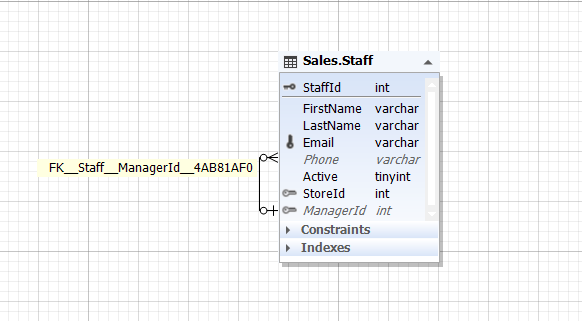 Sales.Staff
StaffId int
FirstName varchar
LastName varchar
Email varchar
Phone varchar
Active tinyint
StoreId int
ManagerId int
Constraints
Indexes
FK__Staff__ManagerId__4AB81AF0